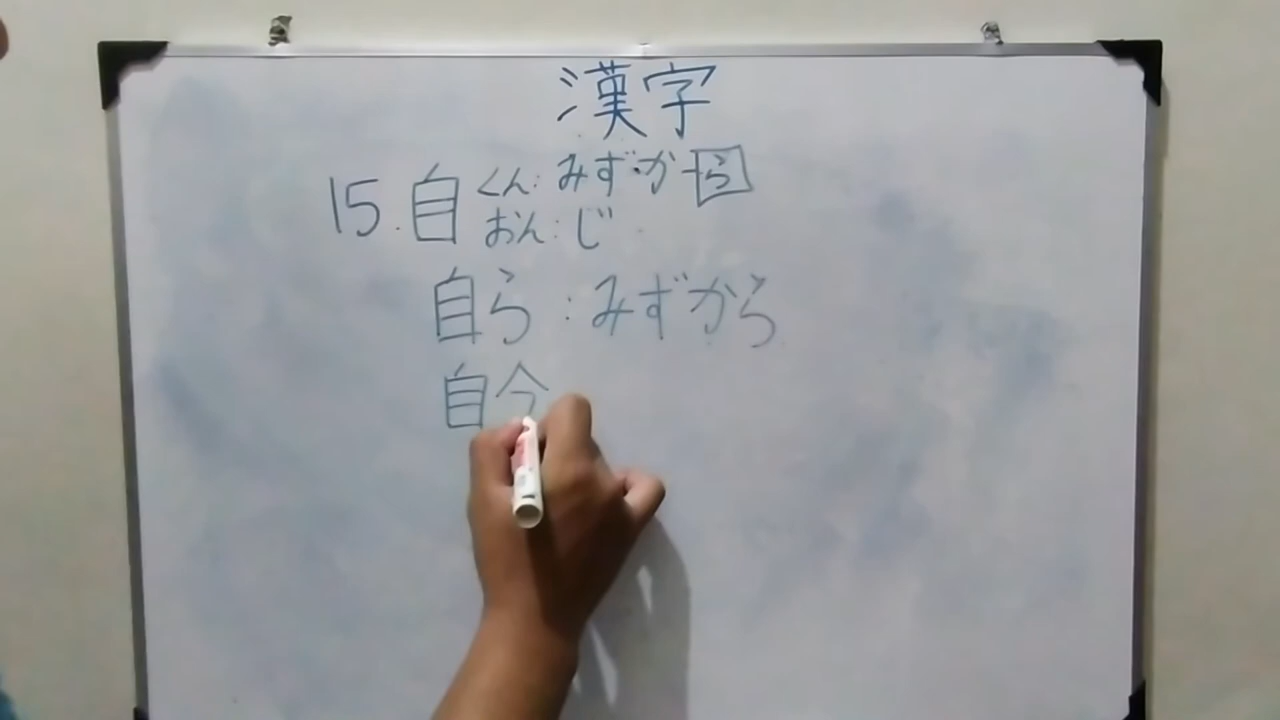 漢字
15. 自 くん: みず・から
おん: じ
自ら : みずから
自